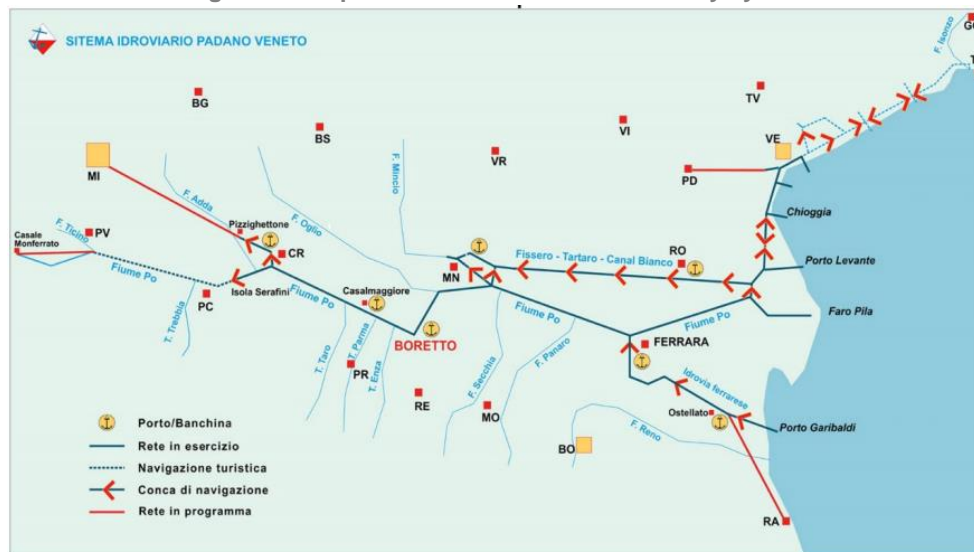 SITEMA IDROVIARIO PADANO VENETO
F. Isonzo
BG
TV
BS
VI
VE
VR
MI
PD
F. Mincio
F. Adda
F. Oglio
Pizzighettone
Chioggia
Casale
Monferrato
F. Ticino
PV
CR
Fissero - Tartaro - Canal Bianco
RO
MN
Porto Levante
Fiume Po
Isola Serafini
Casalmaggiore
PC
Fiume Po
Fiume Po
Fiume Po
Faro Pila
T. Trebbia
BORETTO
FERRARA
T. Taro
T. Parma
T. Enza
F. Secchia
F. Panaro
PR
Idrovia ferrarese
RE
MO
Ostellato
Porto Garibaldi
F. Reno
BO
RA
Porto/Banchina
Rete in esercizio
Navigazione turistica
Conca di navigazione
Rete in programma